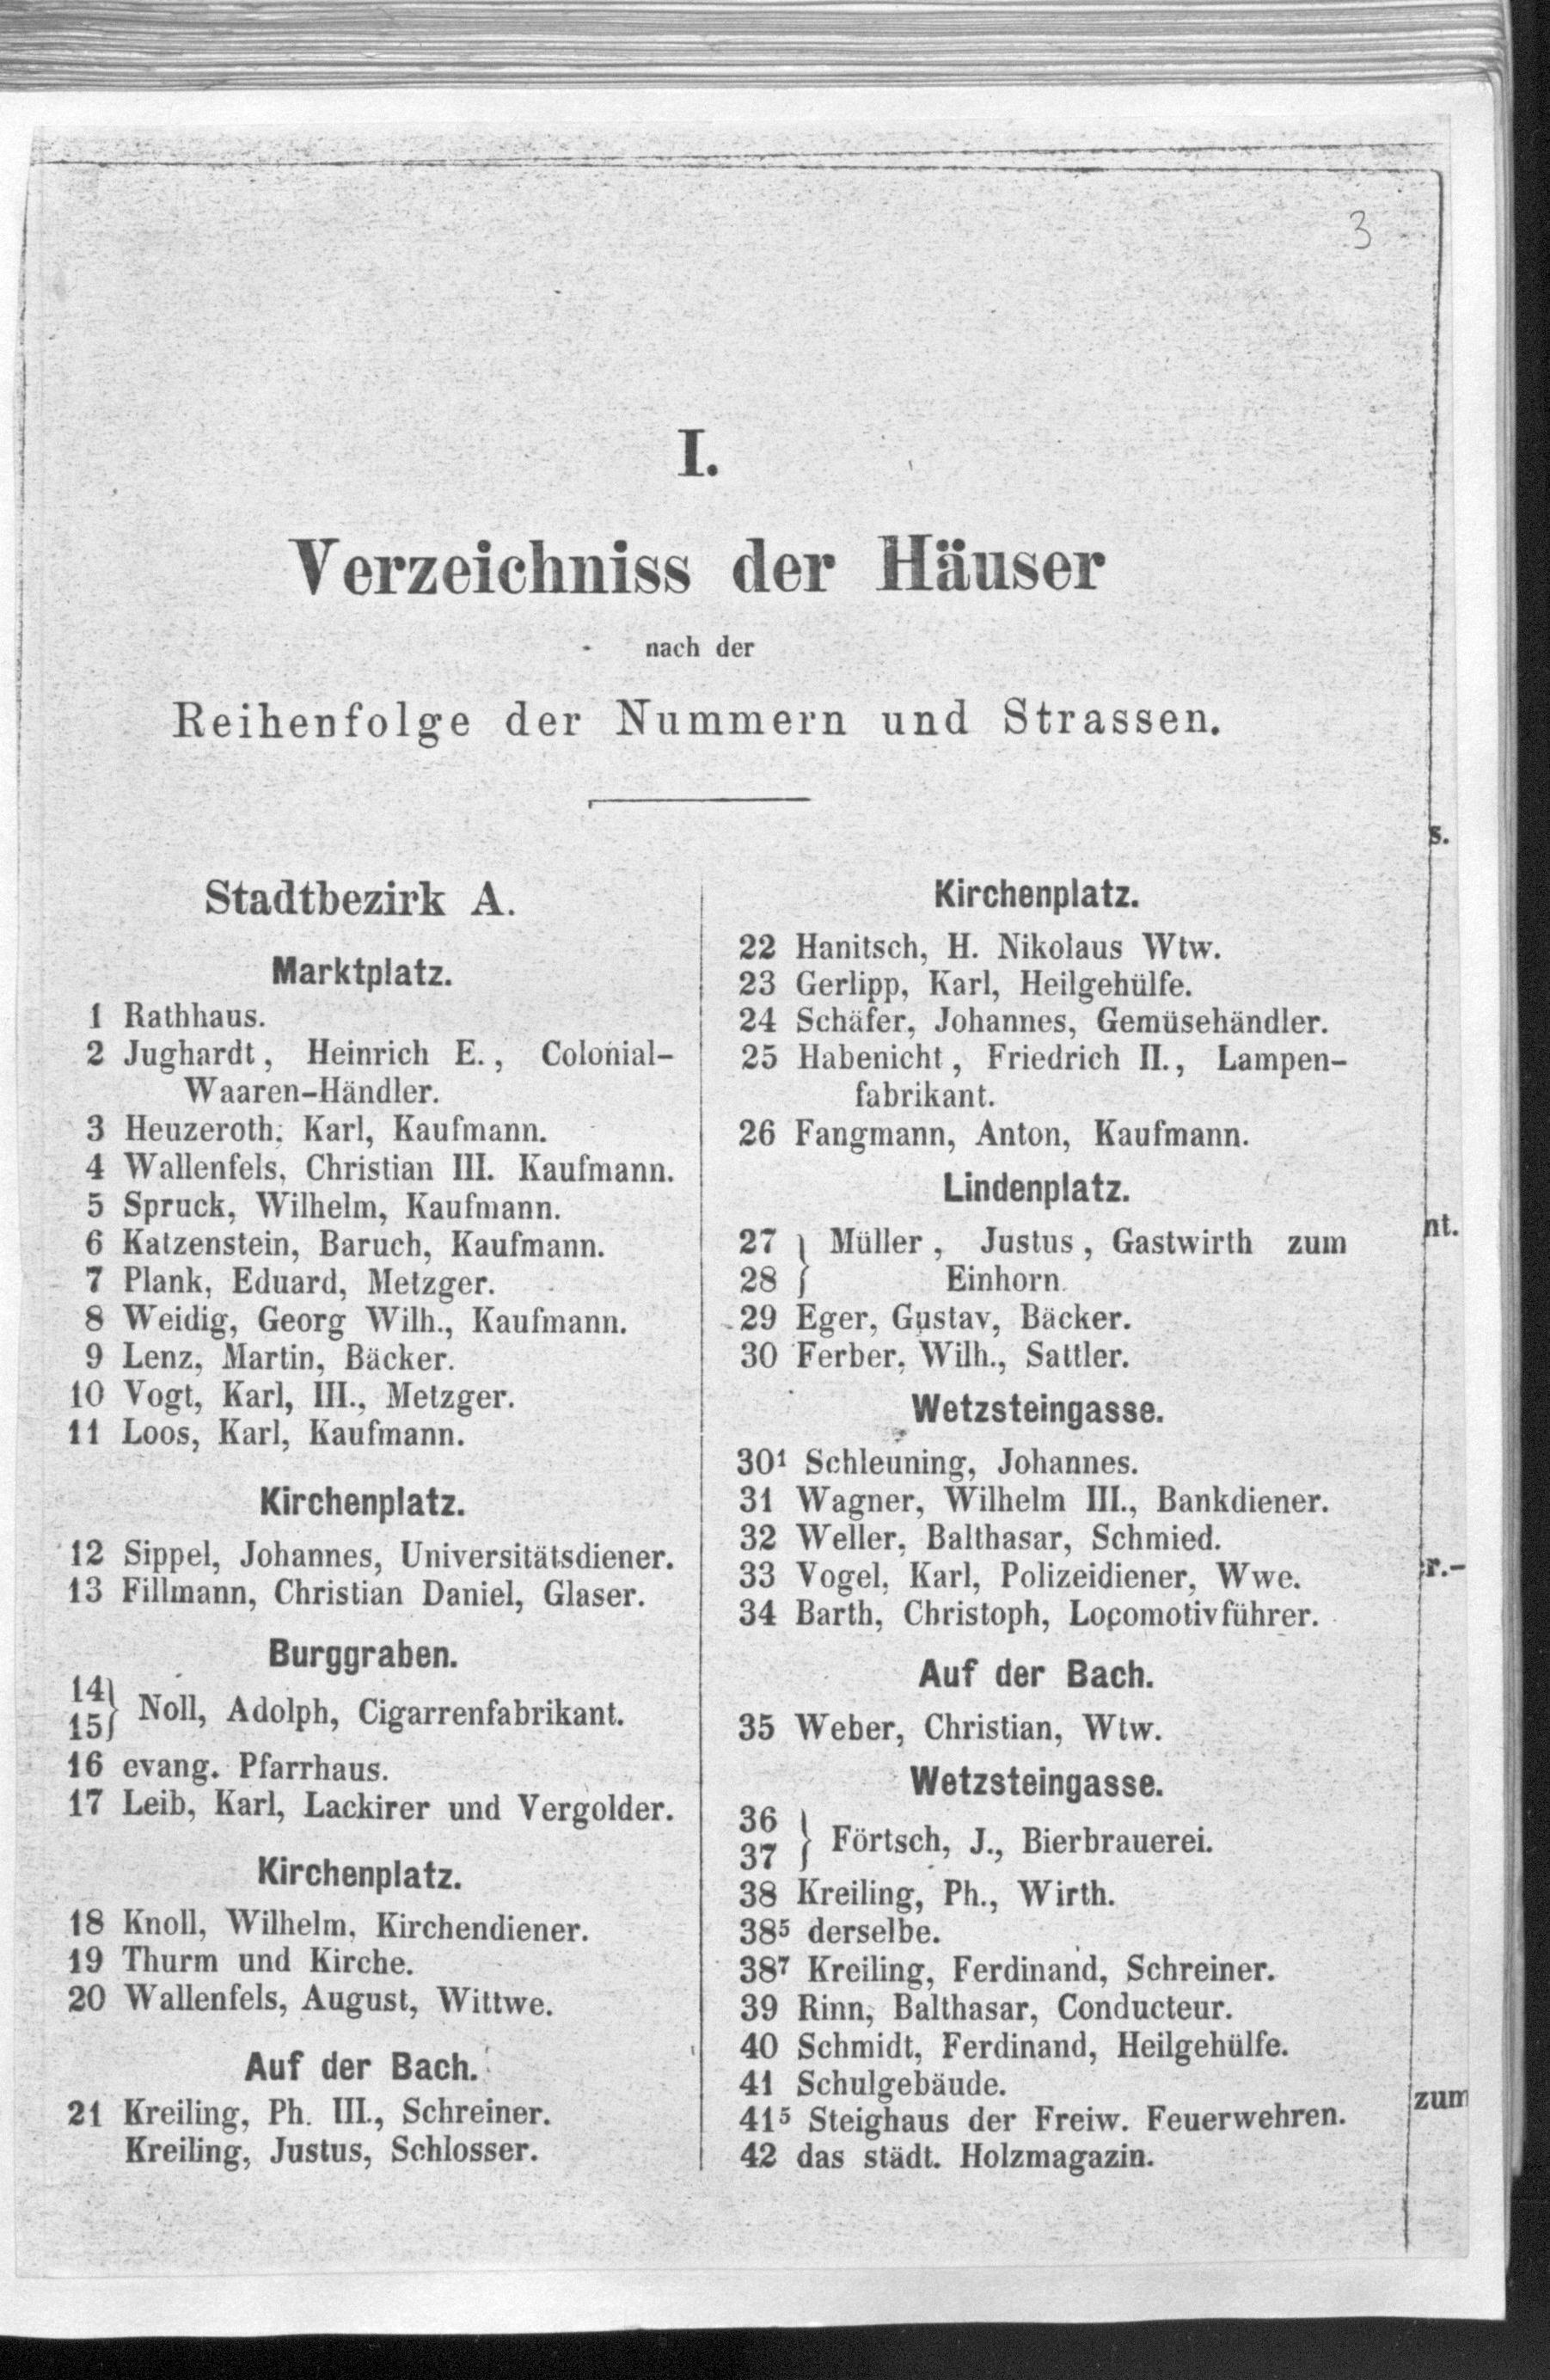 3
I.
Verzeichniss der Häuser
nach der
Reihenfolge der Nummern und Strassen.
Stadtbezirk A.
Marktplatz.
1 Rathhaus.
2 Jughardt, Heinrich E., Colonial-
Waaren-Händler.
3 Heuzeroth, Karl, Kaufmann.
4 Wallenfels, Christian III. Kaufmann.
5 Spruck, Wilhelm, Kaufmann.
6 Katzenstein, Baruch, Kaufmann.
7 Plank, Eduard, Metzger.
8 Weidig, Georg Wilh., Kaufmann.
9 Lenz, Martin, Bäcker.
10 Vogt, Karl, III., Metzger.
11 Loos, Karl, Kaufmann.
Kirchenplatz.
12 Sippel, Johannes, Universitätsdiener.
13 Fillmann, Christian Daniel, Glaser.
Burggraben.
14
15} Noll, Adolph, Cigarrenfabrikant.
16 evang. Pfarrhaus.
17 Leib, Karl, Lackirer und Vergolder.
Kirchenplatz.
18 Knoll, Wilhelm, Kirchendiener.
19 Thurm und Kirche.
20 Wallenfels, August, Wittwe.
Auf der Bach.
21 Kreiling, Ph. III., Schreiner.
Kreiling, Justus, Schlosser.
Kirchenplatz.
22 Hanitsch, H. Nikolaus Wtw.
23 Gerlipp, Karl, Heilgehülfe.
24 Schäfer, Johannes, Gemüsehändler.
25 Habenicht, Friedrich II., Lampen-
fabrikant.
26 Fangmann, Anton, Kaufmann.
Lindenplatz.
27 } Müller, Justus, Gastwirth zum
28 } Einhorn.
29 Eger, Gustav, Bäcker.
30 Ferber, Wilh., Sattler.
Wetzsteingasse.
30¹ Schleuning, Johannes.
31 Wagner, Wilhelm III., Bankdiener.
32 Weller, Balthasar, Schmied.
33 Vogel, Karl, Polizeidiener, Wwe.
34 Barth, Christoph, Locomotivführer.
Auf der Bach.
35 Weber, Christian, Wtw.
Wetzsteingasse.
36
37 } Förtsch, J., Bierbrauerei.
38 Kreiling, Ph., Wirth.
38⁵ derselbe.
38⁷ Kreiling, Ferdinand, Schreiner.
39 Rinn, Balthasar, Conducteur.
40 Schmidt, Ferdinand, Heilgehülfe.
41 Schulgebäude.
41⁵ Steighaus der Freiw. Feuerwehren.
42 das städt. Holzmagazin.
s.
nt.
r.-
zum